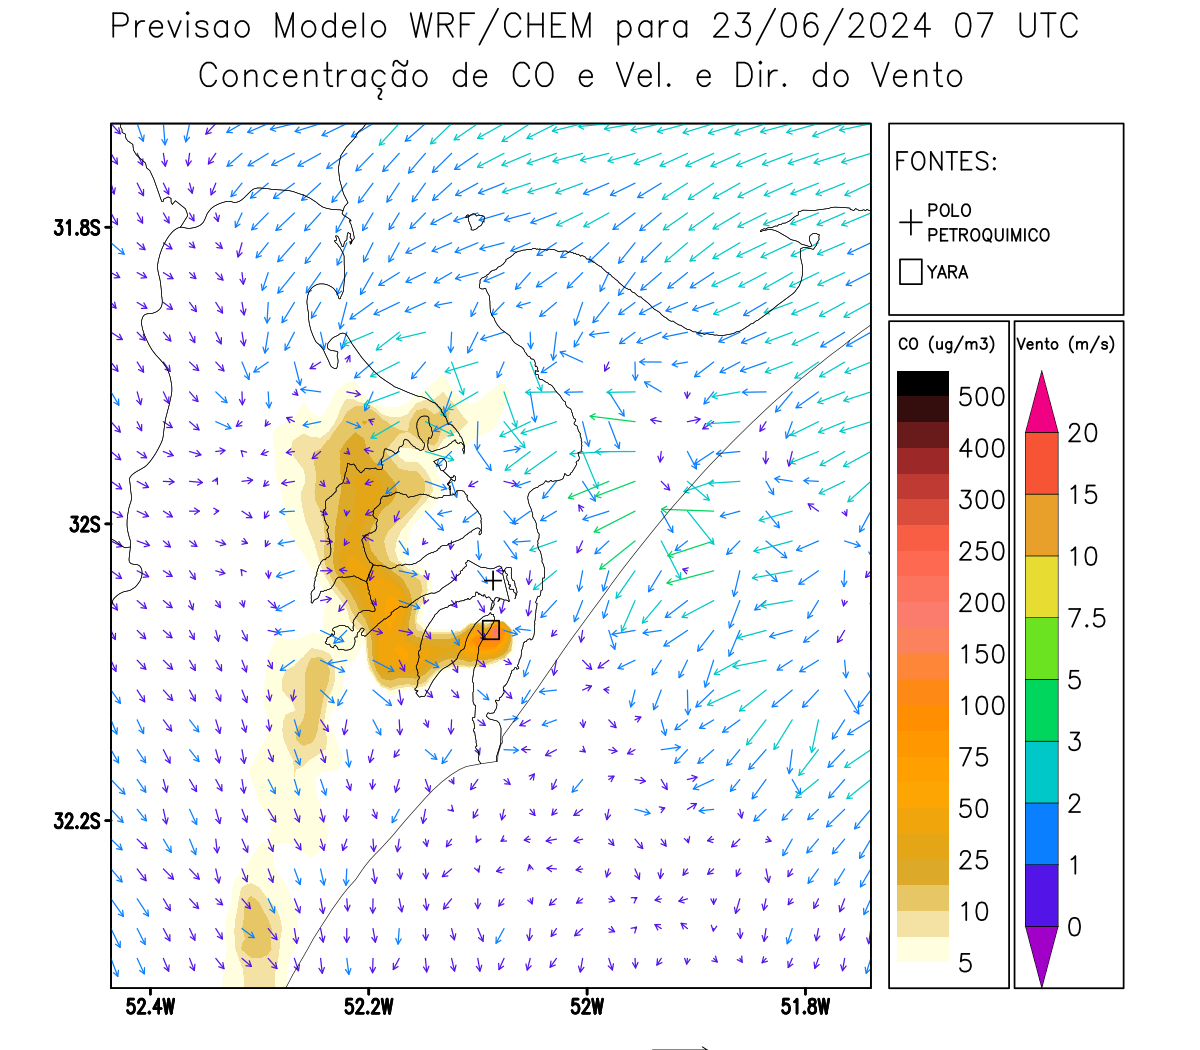 Previsao Modelo WRF/CHEM para 23/06/2024 07 UTC
Concentração de CO e Vel. e Dir. do Vento
FONTES:
POLO
PETROQUIMICO
YARA
CO (ug/m3)
500
400
300
250
200
150
100
75
50
25
10
5
Vento (m/s)
20
15
10
7.5
5
3
2
1
0
31.8S
32S
32.2S
52.4W
52.2W
52W
51.8W